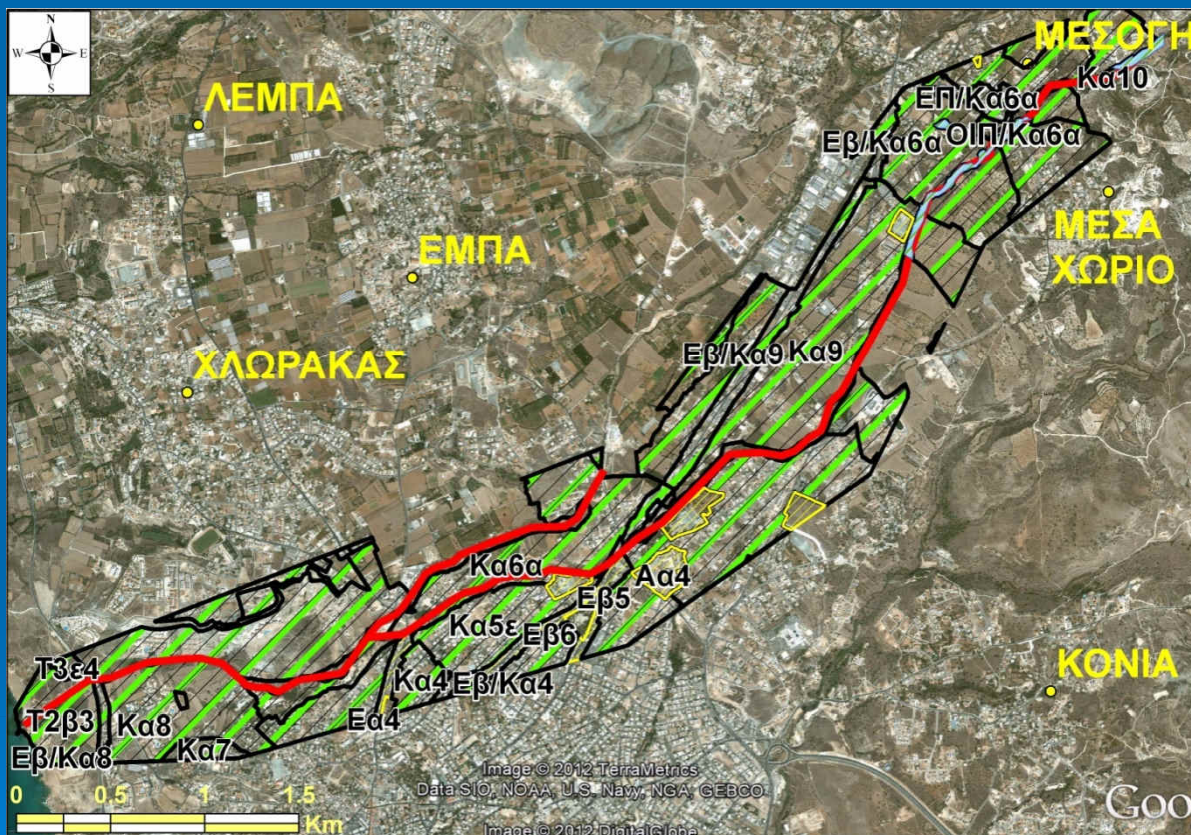 N
W E
S
ΜΕΣΟΓΗ
ΛΕΜΠΑ
Κα10
ΕΠ/Κα6α
Εβ/Κα6α ΟΙΠ/Κα6α
ΜΕΣΑ
ΧΩΡΙΟ
ΕΜΠΑ
Εβ/Κα9 Κα9
ΧΛΩΡΑΚΑΣ
Κα6α
Αα4
Εβ5
Κα5ε
Εβ6
ΚΟΝΙΑ
Τ3ε4
Κα4
Εβ/Κα4
Τ2β3
Κα8
Εα4
Εβ/Κα8
Κα7
Image © 2012 TerraMetrics
Data SIO, NOAA, U.S. Navy, NGA, GEBCO
0 0.5 1 1.5
Km
Goo
Image © 2012 DigitalGlobe